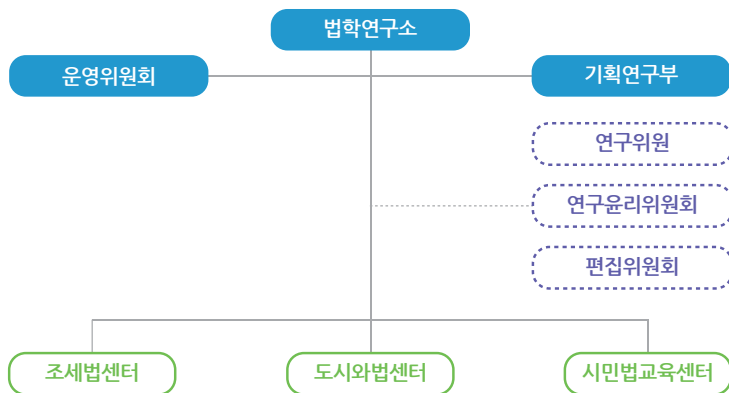 법학연구소
운영위원회
기획연구부
연구위원
연구윤리위원회
편집위원회
조세법센터
도시와법센터
시민법교육센터